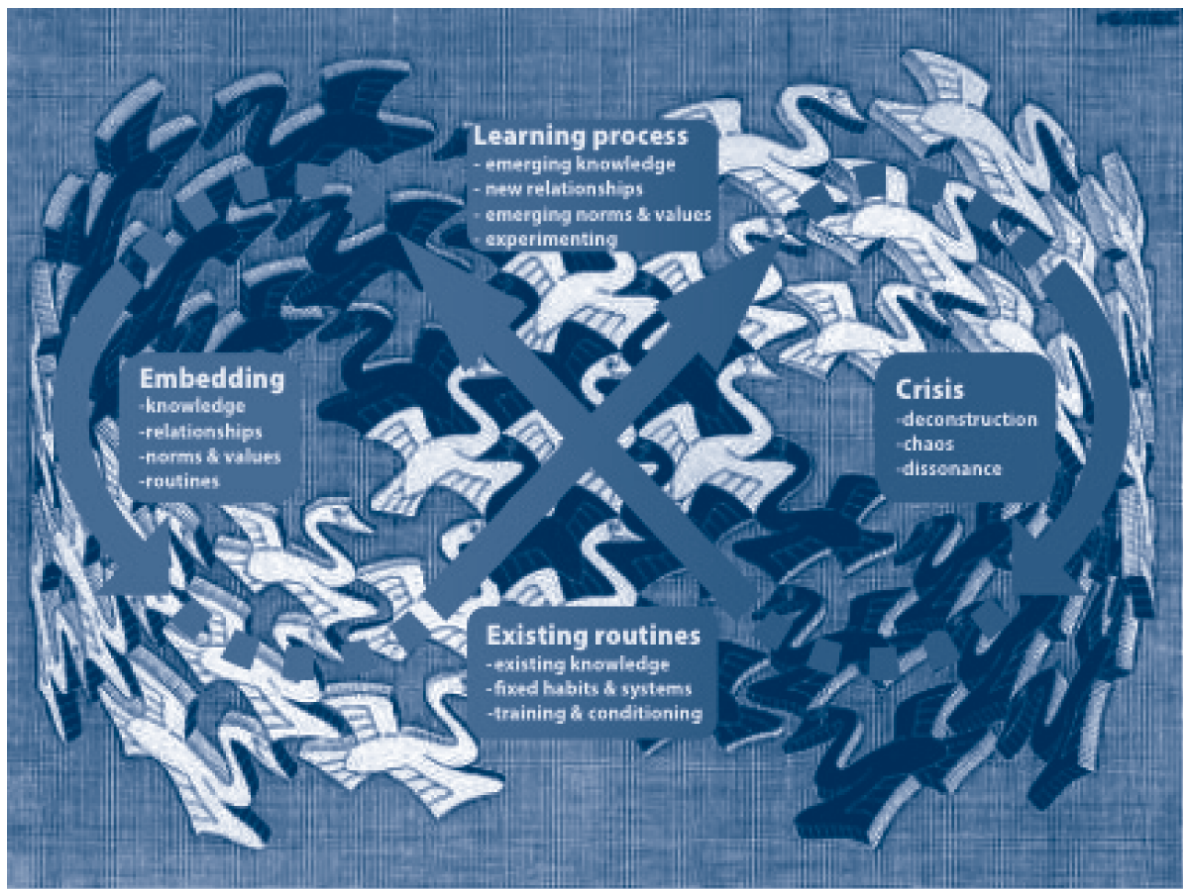 Learning process
- emerging knowledge
- new relationships
- emerging norms & values
- experimenting
Embedding
-knowledge
-relationships
-norms & values
-routines
Crisis
-deconstruction
-chaos
-dissonance
Existing routines
-existing knowledge
-fixed habits & systems
-training & conditioning